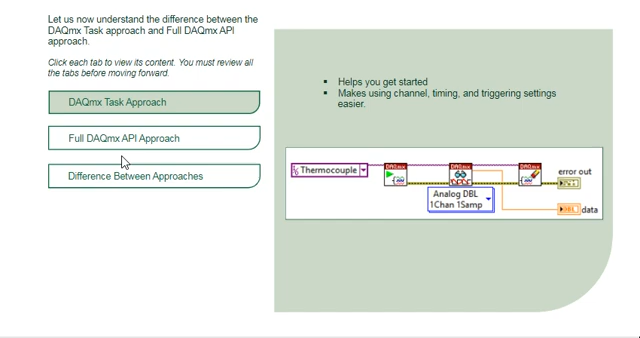 Let us now understand the difference between the
DAQmx Task approach and Full DAQmx API
approach.
Click each tab to view its content. You must review all
the tabs before moving forward.
DAQmx Task Approach
Full DAQmx API Approach
Difference Between Approaches
▪ Helps you get started
▪ Makes using channel, timing, and triggering settings
easier.
Thermocouple
DAQmx
DAQmx
DAQmx
error out
Analog DBL
1Chan 1Samp
data